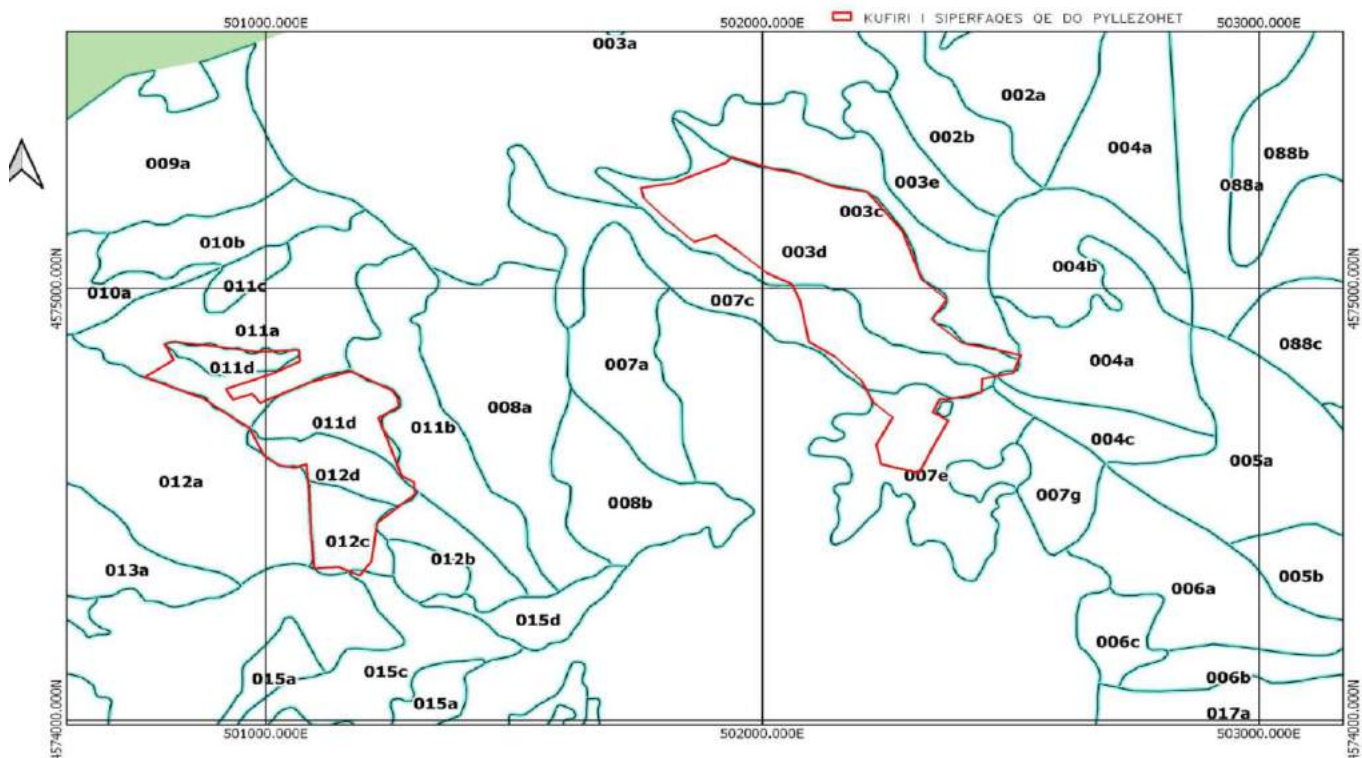 KUFIRI I SIPERFAQES QE DO PYLLEZOHET
501000.000E
502000.000E
503000.000E
003a
002a
002b
004a
088b
009a
003e
088a
003c
010b
003d
004b
010a
011c
007c
4575000.000N
4575000.000N
011a
088c
011d
007a
004a
008a
011d
011b
004c
005a
012d
012a
007e
007g
008b
012c
012b
013a
005b
006a
015d
006c
015c
015a
006b
015a
017a
4574000.000N
4574000.000N
501000.000E
502000.000E
503000.000E